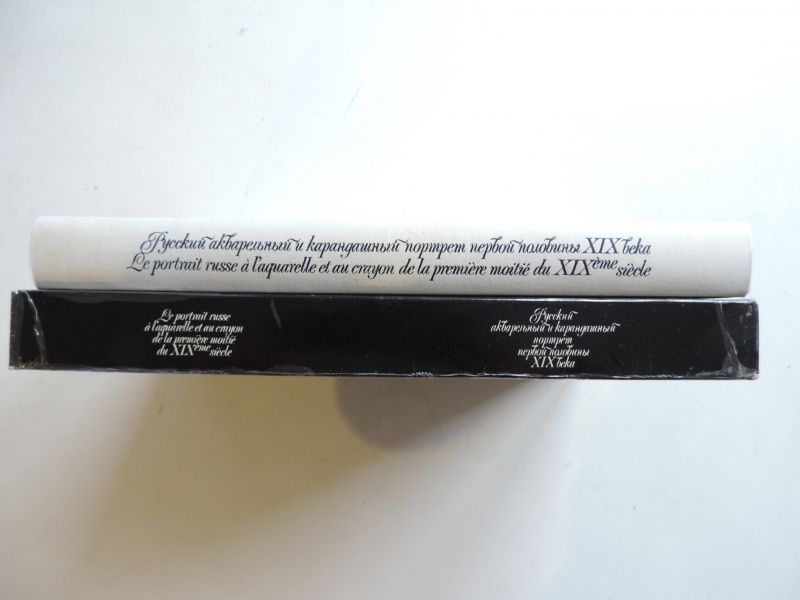 Русский акварельный и карандашный портрет первой половины XIX века
Le portrait russe à l'aquarelle et au crayon de la première moitié du XIXème siècle
Le portrait russe
à l'aquarelle et au crayon
de la première moitié
du XIXème siècle
Русский
акварельный и карандашный
портрет
первой половины
XIX века